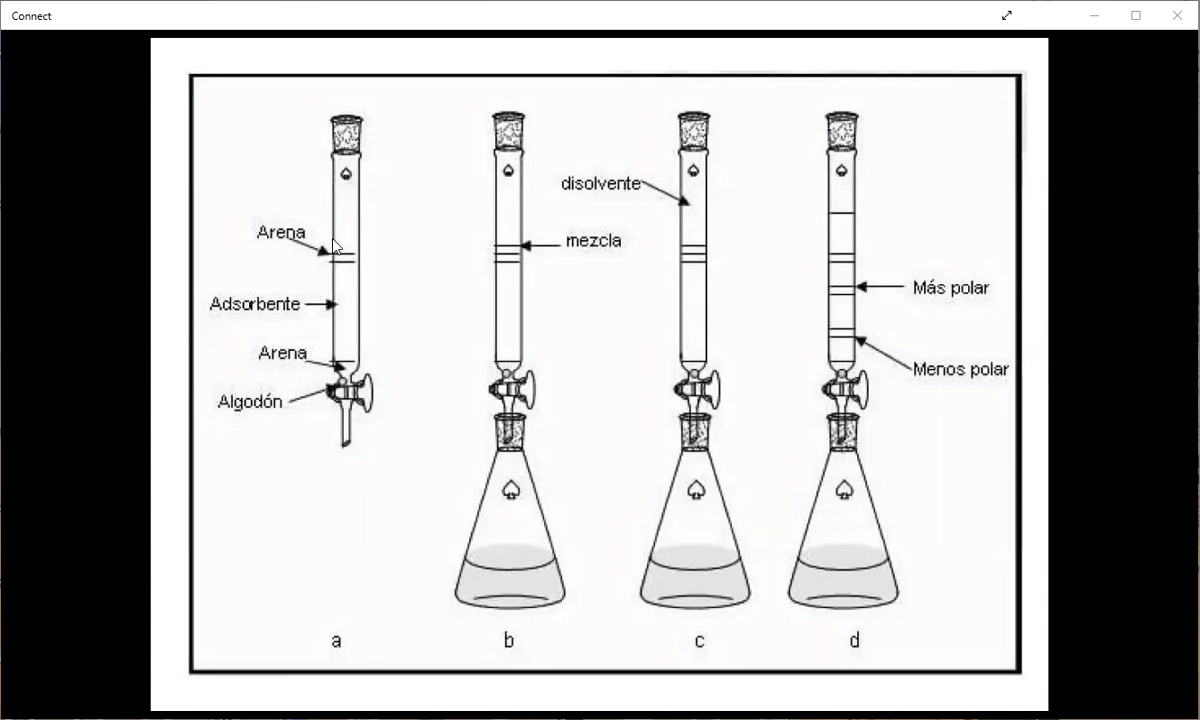 Connect
disolvente
Arena
mezcla
Más polar
Adsorbente
Arena
Menos polar
Algodón
a
b
c
d